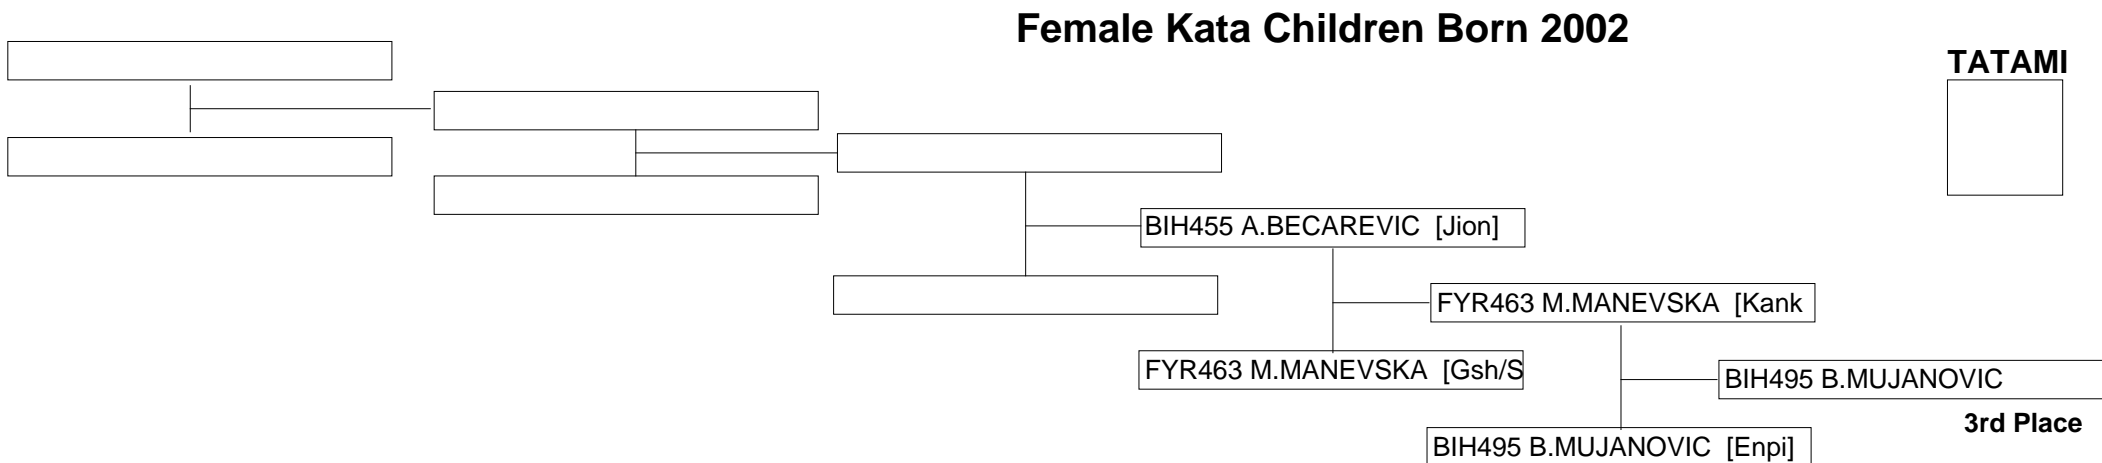 Female Kata Children Born 2002
TATAMI
BIH455 A.BECAREVIC [Jion]
FYR463 M.MANEVSKA [Kank
FYR463 M.MANEVSKA [Gsh/S
BIH495 B.MUJANOVIC
3rd Place
BIH495 B.MUJANOVIC [Enpi]